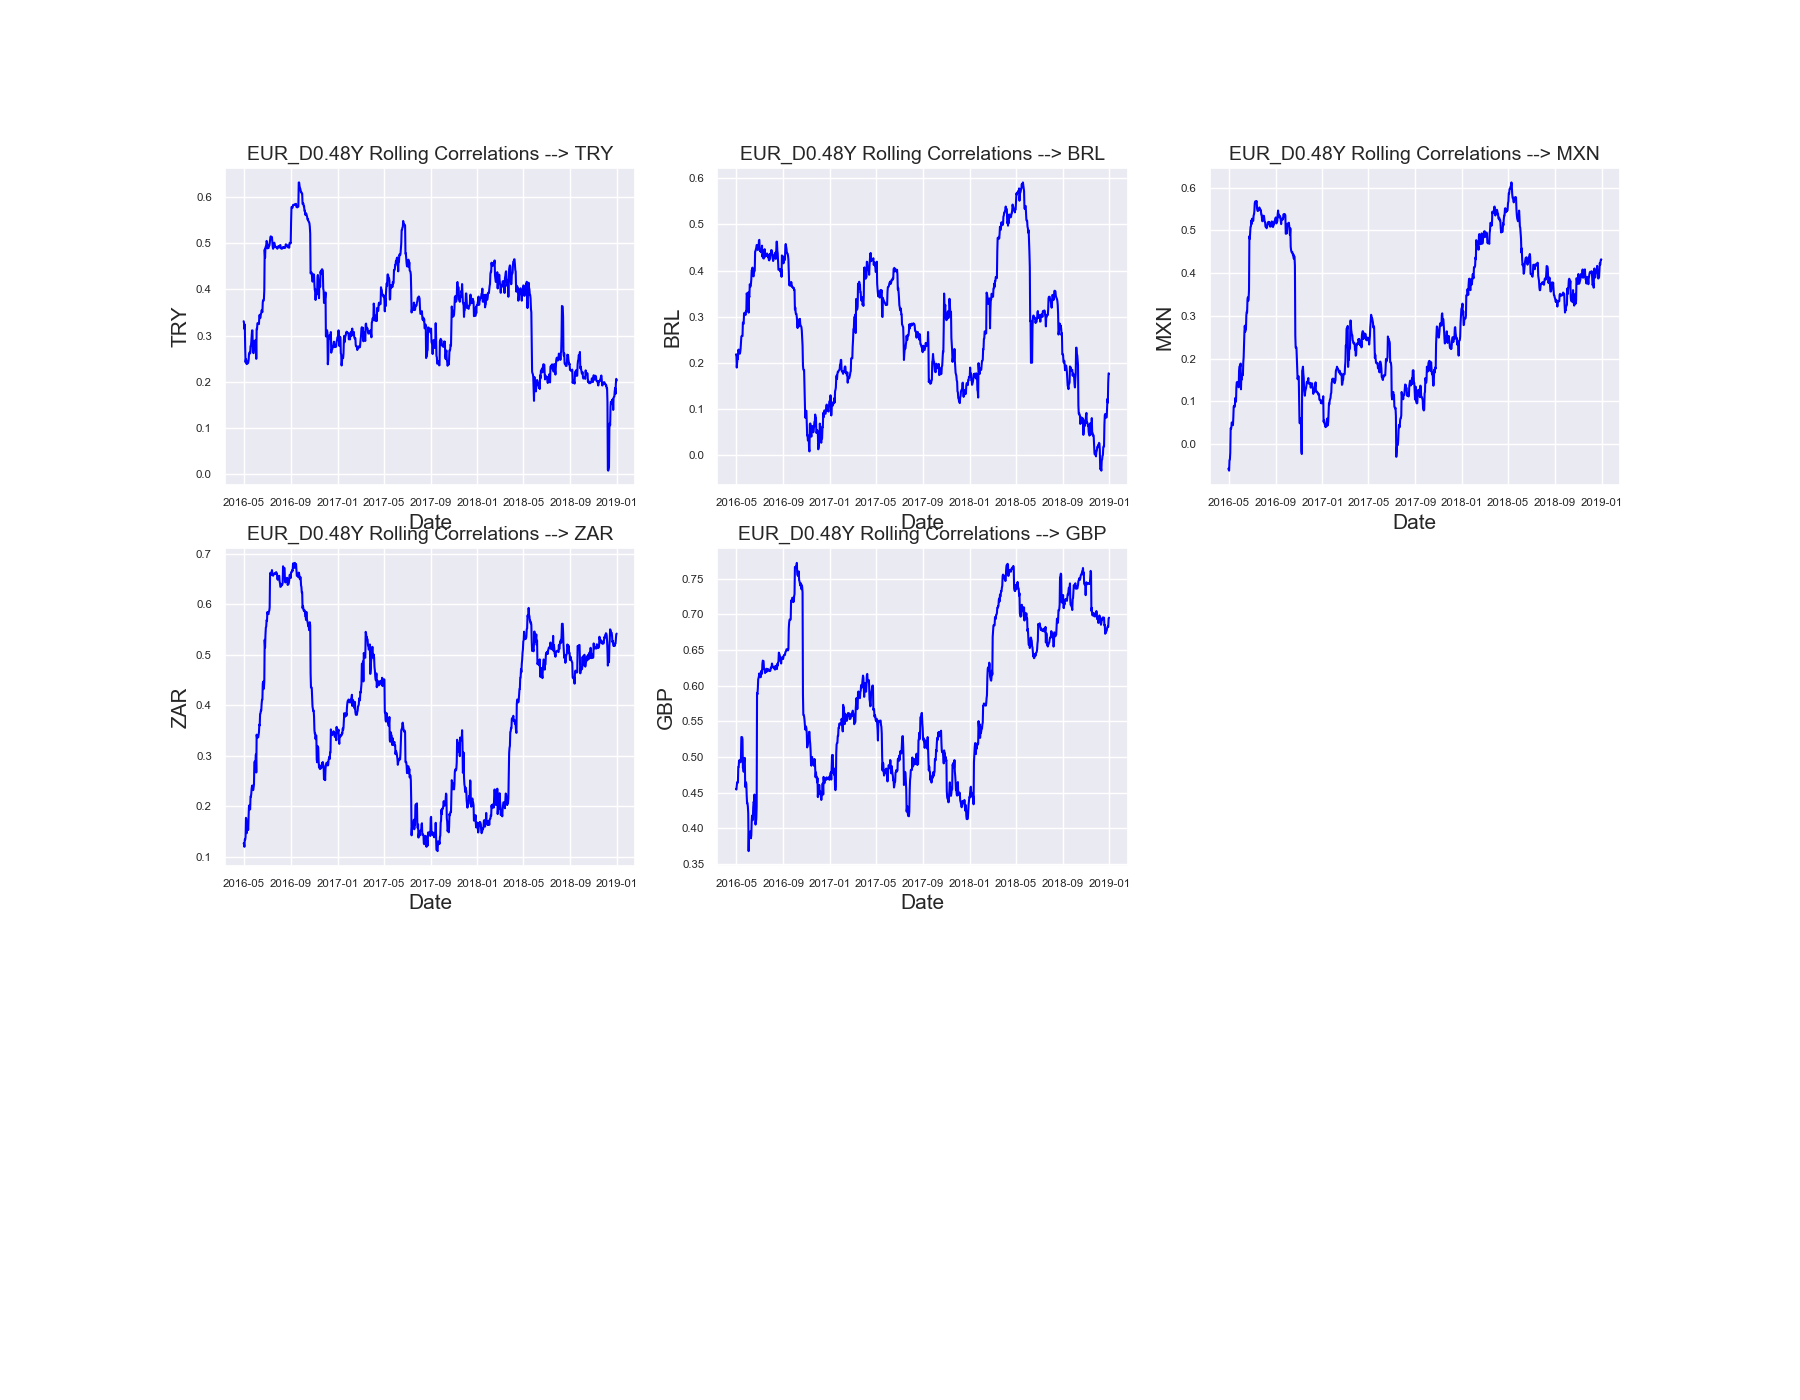 EUR_D0.48Y Rolling Correlations --> TRY
0.6
0.5
0.4
0.3
0.2
0.1
0.0
TRY
2016-05 2016-09 2017-01 2017-05 2017-09 2018-01 2018-05 2018-09 2019-01
Date
EUR_D0.48Y Rolling Correlations --> BRL
0.6
0.5
0.4
0.3
0.2
0.1
0.0
BRL
2016-05 2016-09 2017-01 2017-05 2017-09 2018-01 2018-05 2018-09 2019-01
Date
EUR_D0.48Y Rolling Correlations --> MXN
0.6
0.5
0.4
0.3
0.2
0.1
0.0
MXN
2016-05 2016-09 2017-01 2017-05 2017-09 2018-01 2018-05 2018-09 2019-01
Date
EUR_D0.48Y Rolling Correlations --> ZAR
0.7
0.6
0.5
0.4
0.3
0.2
0.1
ZAR
2016-05 2016-09 2017-01 2017-05 2017-09 2018-01 2018-05 2018-09 2019-01
Date
EUR_D0.48Y Rolling Correlations --> GBP
0.75
0.70
0.65
0.60
0.55
0.50
0.45
0.40
0.35
GBP
2016-05 2016-09 2017-01 2017-05 2017-09 2018-01 2018-05 2018-09 2019-01
Date